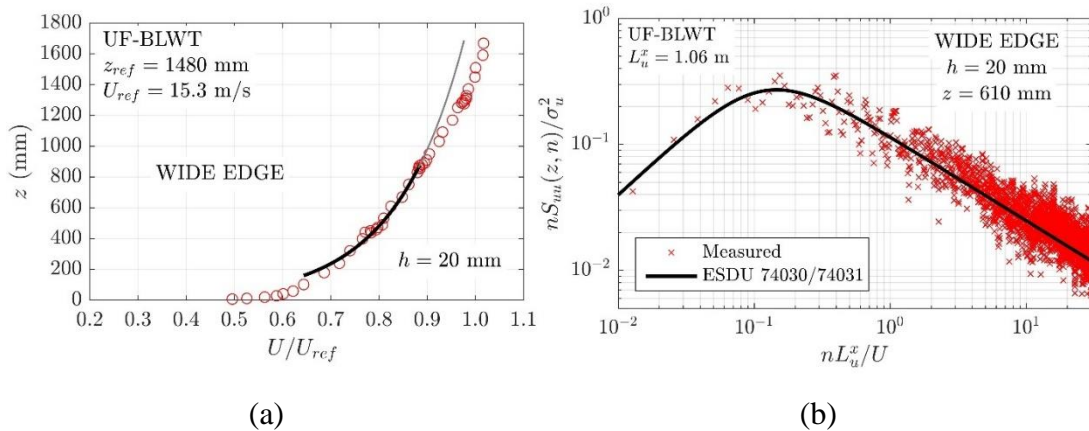 1800
1600
1400
1200
1000
800
600
400
200
0
z (mm)
UF-BLWT
z_ref = 1480 mm
U_ref = 15.3 m/s
WIDE EDGE
h = 20 mm
0.2 0.3 0.4 0.5 0.6 0.7 0.8 0.9 1.0 1.1
U/U_ref
(a)
10^0
10^-1
10^-2
nS_uu(z, n)/σ_u^2
UF-BLWT
L_u^x = 1.06 m
WIDE EDGE
h = 20 mm
z = 610 mm
Measured
ESDU 74030/74031
10^-2 10^-1 10^0 10^1
nL_u^x/U
(b)